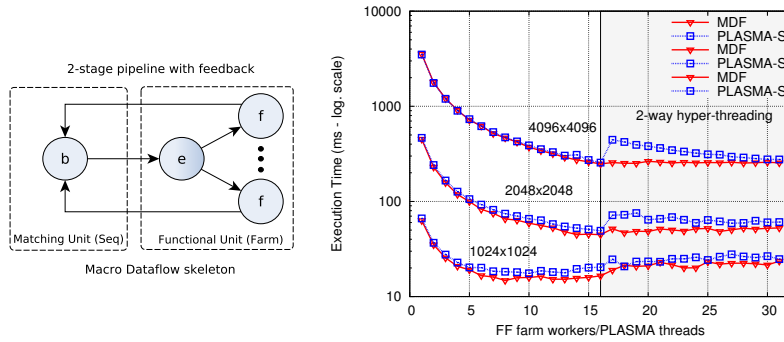 2-stage pipeline with feedback
f
b
e
f
Matching Unit (Seq)
Functional Unit (Farm)
Macro Dataflow skeleton
Execution Time (ms - log. scale)
10000
1000
100
10
MDF
PLASMA-S
MDF
PLASMA-S
MDF
PLASMA-S
4096x4096
2-way hyper-threading
2048x2048
1024x1024
0 5 10 15 20 25 30
FF farm workers/PLASMA threads